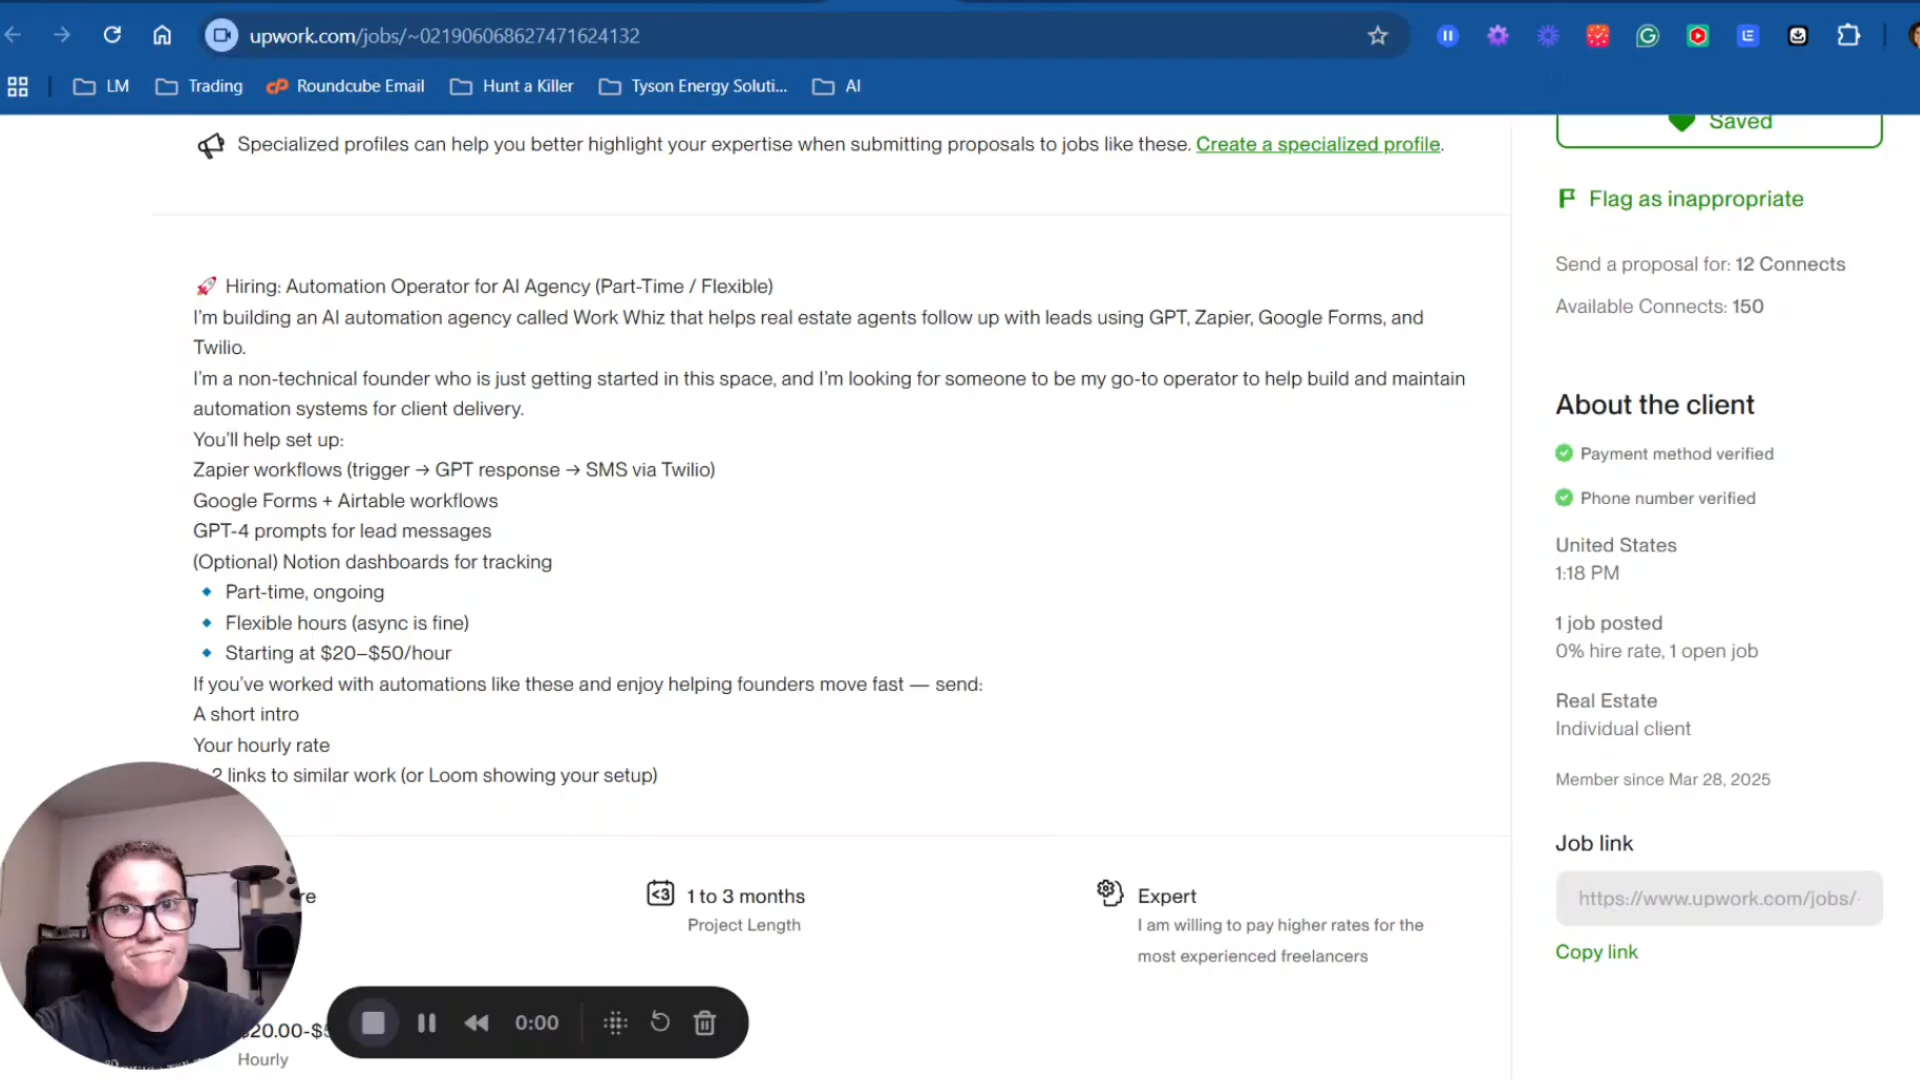 upwork.com/jobs/~021906068627471624132
LM
Trading
Roundcube Email
Hunt a Killer
Tyson Energy Soluti...
AI
Specialized profiles can help you better highlight your expertise when submitting proposals to jobs like these. Create a specialized profile.
🚀 Hiring: Automation Operator for AI Agency (Part-Time / Flexible)
I'm building an AI automation agency called Work Whiz that helps real estate agents follow up with leads using GPT, Zapier, Google Forms, and
Twilio.
I'm a non-technical founder who is just getting started in this space, and I'm looking for someone to be my go-to operator to help build and maintain
automation systems for client delivery.
You'll help set up:
Zapier workflows (trigger → GPT response → SMS via Twilio)
Google Forms + Airtable workflows
GPT-4 prompts for lead messages
(Optional) Notion dashboards for tracking
🔹 Part-time, ongoing
🔹 Flexible hours (async is fine)
🔹 Starting at $20–$50/hour
If you've worked with automations like these and enjoy helping founders move fast — send:
A short intro
Your hourly rate
2 links to similar work (or Loom showing your setup)
1 to 3 months
Project Length
Expert
I am willing to pay higher rates for the
most experienced freelancers
20.00-$
Hourly
0:00
Saved
Flag as inappropriate
Send a proposal for: 12 Connects
Available Connects: 150
About the client
Payment method verified
Phone number verified
United States
1:18 PM
1 job posted
0% hire rate, 1 open job
Real Estate
Individual client
Member since Mar 28, 2025
Job link
https://www.upwork.com/jobs/
Copy link